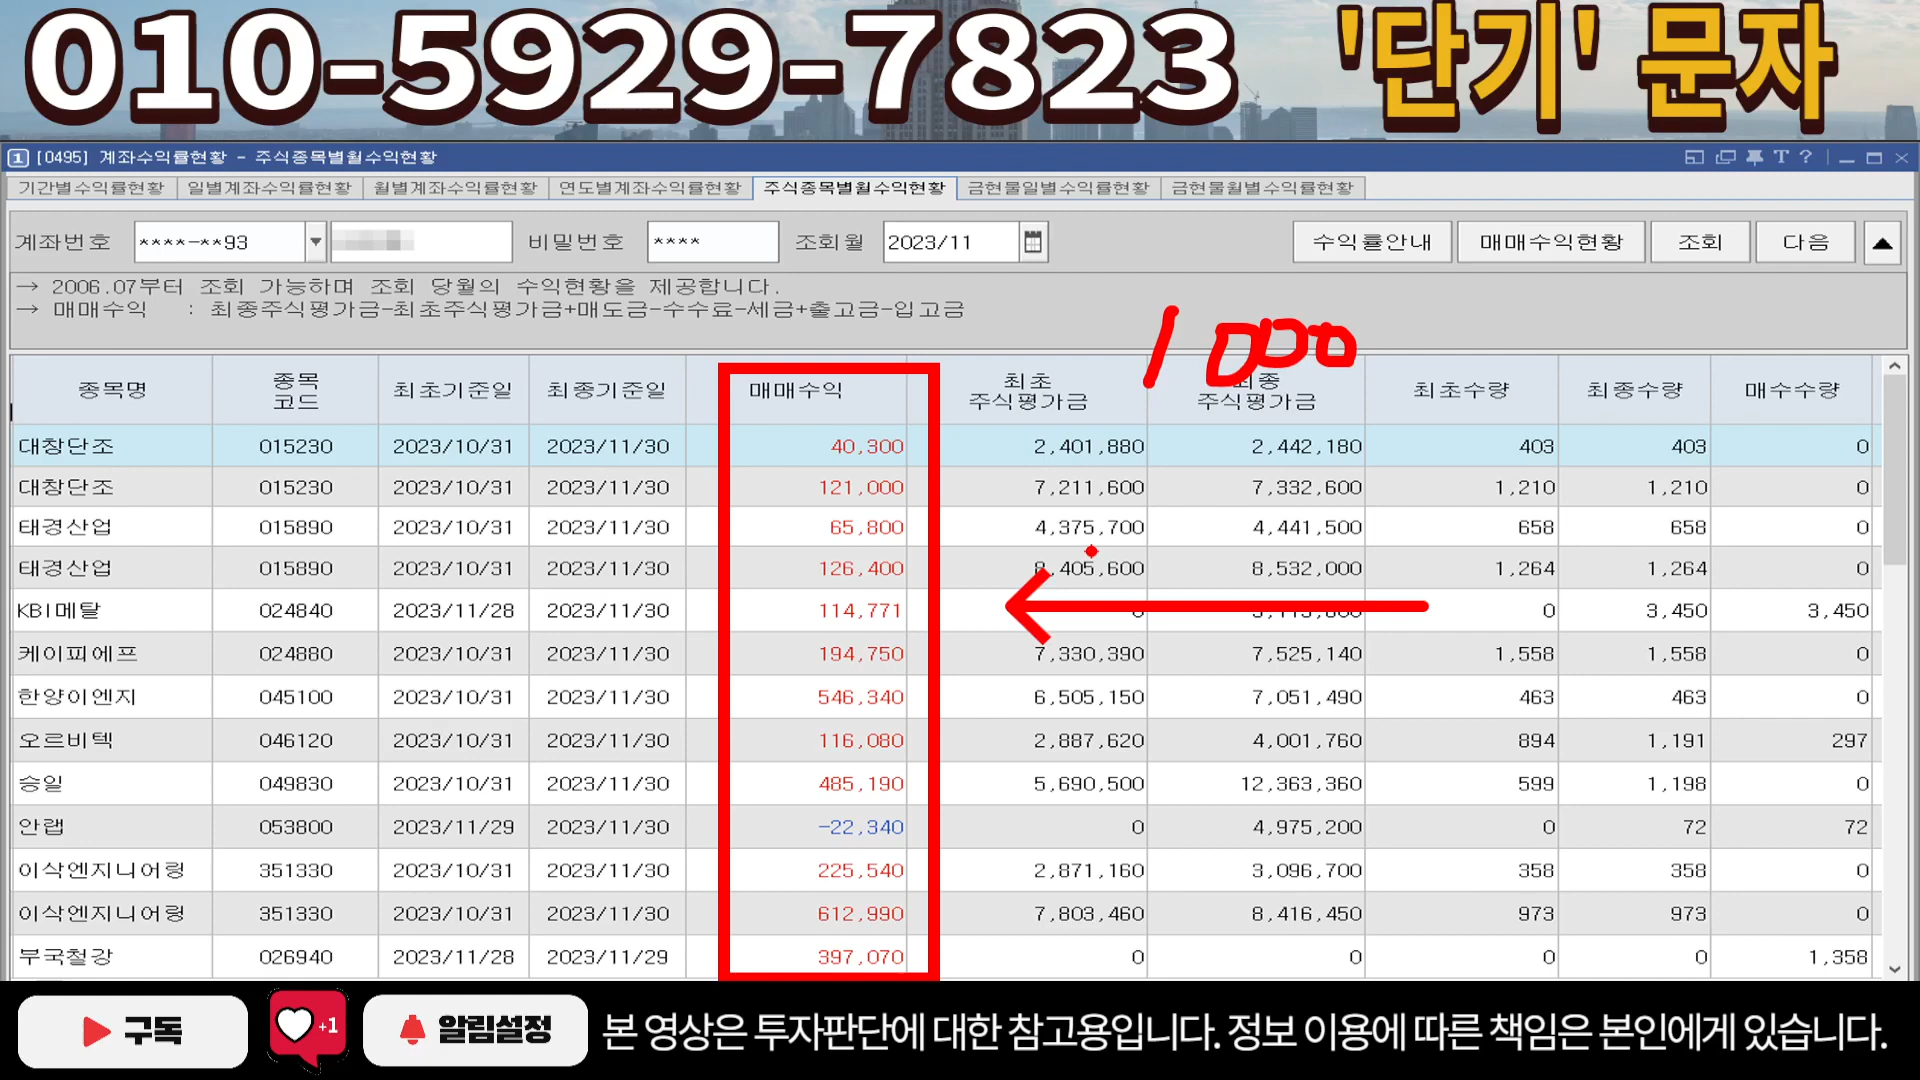 010-5929-7823 '단기' 문자
1 [0495] 계좌수익률현황 - 주식종목별월수익현황
기간별수익률현황 일별계좌수익률현황 월별계좌수익률현황 연도별계좌수익률현황 주식종목별월수익현황 금현물일별수익률현황 금현물월별수익률현황
계좌번호 ****-**93 비밀번호 **** 조회월 2023/11 수익률안내 매매수익현황 조회 다음
→ 2006.07부터 조회 가능하며 조회 당월의 수익현황을 제공합니다.
→ 매매수익 : 최종주식평가금-최초주식평가금+매도금-수수료-세금+출고금-입고금
1000
종목명 종목코드 최초기준일 최종기준일 매매수익 최초주식평가금 최종주식평가금 최초수량 최종수량 매수수량
대창단조 015230 2023/10/31 2023/11/30 40,300 2,401,880 2,442,180 403 403 0
대창단조 015230 2023/10/31 2023/11/30 121,000 7,211,600 7,332,600 1,210 1,210 0
태경산업 015890 2023/10/31 2023/11/30 65,800 4,375,700 4,441,500 658 658 0
태경산업 015890 2023/10/31 2023/11/30 126,400 8,405,600 8,532,000 1,264 1,264 0
KBI메탈 024840 2023/11/28 2023/11/30 114,771 0 0 3,450 3,450
케이피에프 024880 2023/10/31 2023/11/30 194,750 7,330,390 7,525,140 1,558 1,558 0
한양이엔지 045100 2023/10/31 2023/11/30 546,340 6,505,150 7,051,490 463 463 0
오르비텍 046120 2023/10/31 2023/11/30 116,080 2,887,620 4,001,760 894 1,191 297
승일 049830 2023/10/31 2023/11/30 485,190 5,690,500 12,363,360 599 1,198 0
안랩 053800 2023/11/29 2023/11/30 -22,340 0 4,975,200 0 72 72
이삭엔지니어링 351330 2023/10/31 2023/11/30 225,540 2,871,160 3,096,700 358 358 0
이삭엔지니어링 351330 2023/10/31 2023/11/30 612,990 7,803,460 8,416,450 973 973 0
부국철강 026940 2023/11/28 2023/11/29 397,070 0 0 0 0 1,358
구독 +1 알림설정 본 영상은 투자판단에 대한 참고용입니다. 정보 이용에 따른 책임은 본인에게 있습니다.